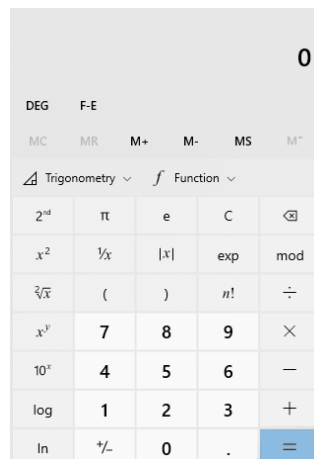 0
DEG F-E
MC MR M+ M- MS M˅
Trigonometry f Function
2ⁿᵈ π e C
x² ¹/x |x| exp mod
²√x ( ) n! ÷
xʸ 7 8 9 ×
10ˣ 4 5 6 −
log 1 2 3 +
ln +/− 0 . =